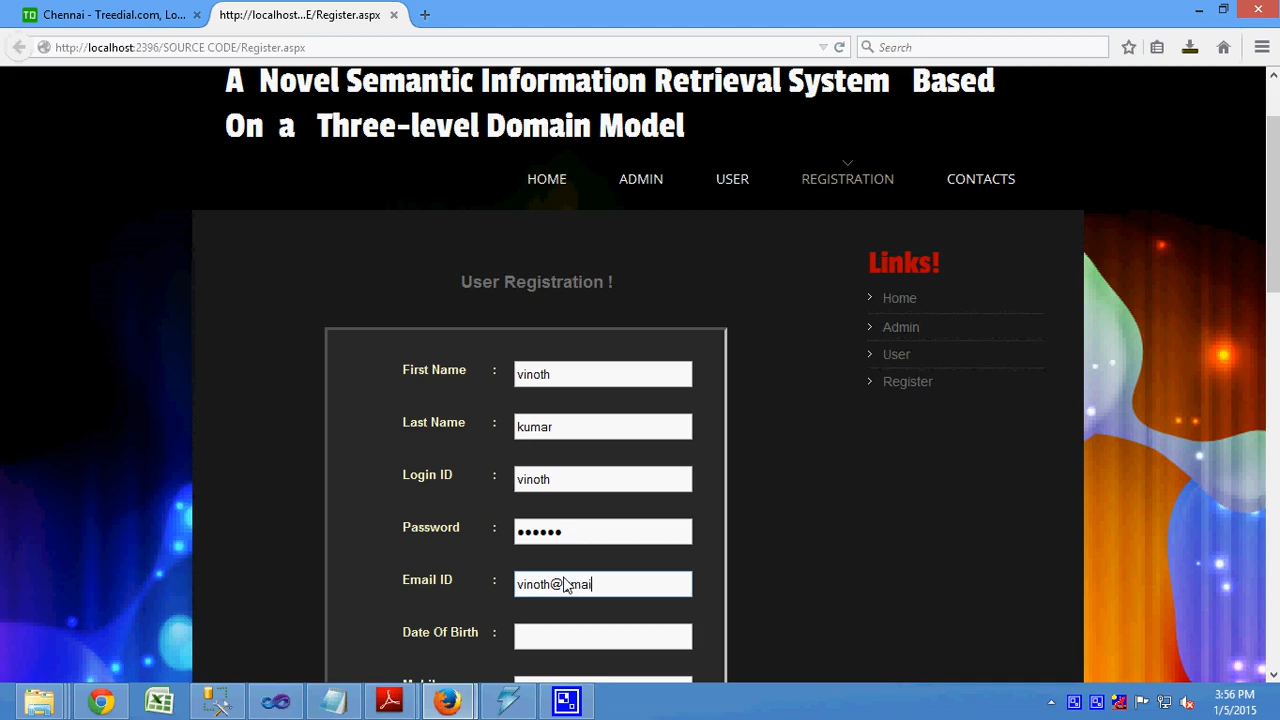 Chennai - Treedial.com, Lo...
http://localhost...E/Register.aspx
http://localhost:2396/SOURCE CODE/Register.aspx
Search
A Novel Semantic Information Retrieval System Based
On a Three-level Domain Model
HOME
ADMIN
USER
REGISTRATION
CONTACTS
User Registration !
Links!
Home
Admin
User
Register
First Name : vinoth
Last Name : kumar
Login ID : vinoth
Password : ●●●●●●
Email ID :
Date Of Birth :
3:56 PM
1/5/2015